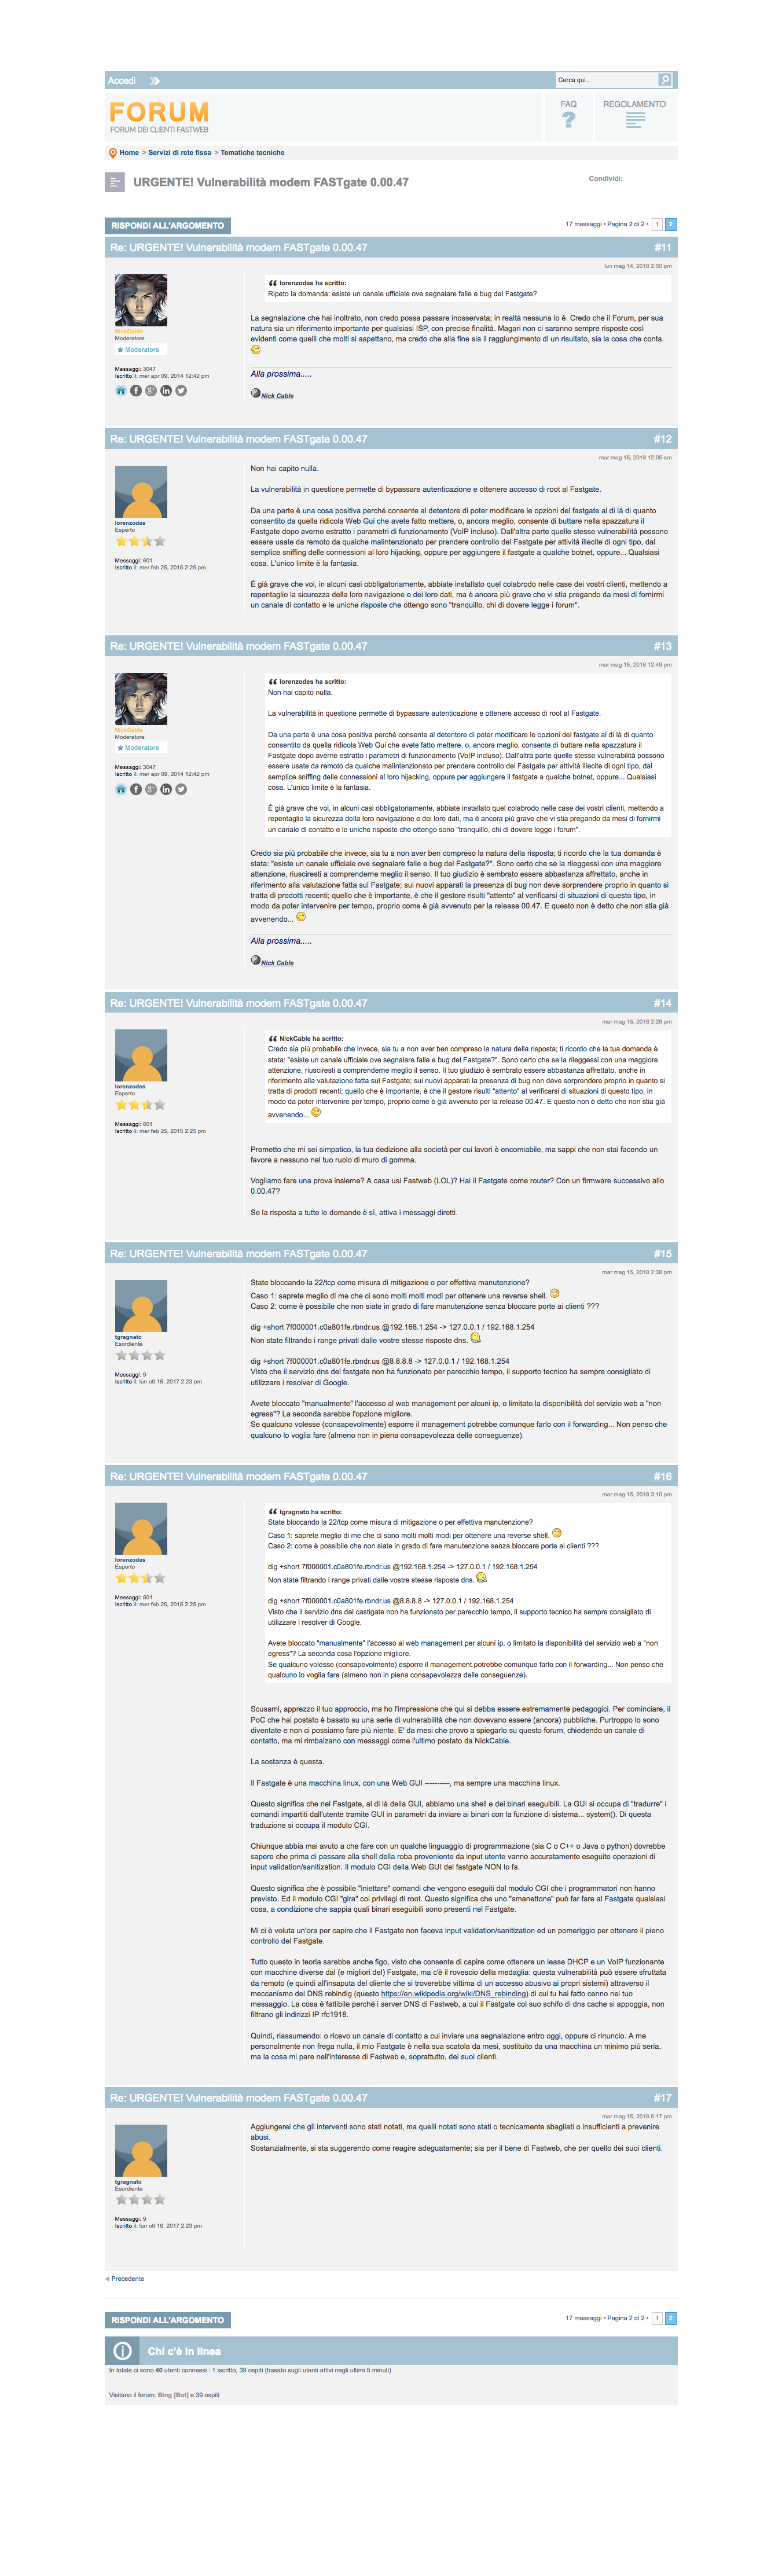 Accedi
Cerca qui...
FORUM
FORUM DEI CLIENTI FASTWEB
FAQ
?
REGOLAMENTO
Home > Servizi di rete fissa > Tematiche tecniche
URGENTE! Vulnerabilità modem FASTgate 0.00.47
Condividi:
RISPONDI ALL'ARGOMENTO
17 messaggi • Pagina 2 di 2 • 1 2
Re: URGENTE! Vulnerabilità modem FASTgate 0.00.47 #11
lun mag 14, 2018 2:50 pm
NickCable
Moderatore
Moderatore
Messaggi: 3047
Iscritto il: mer apr 09, 2014 12:42 pm
lorenzodes ha scritto:
Ripeto la domanda: esiste un canale ufficiale ove segnalare falle e bug del Fastgate?
La segnalazione che hai inoltrato, non credo possa passare inosservata; in realtà nessuna lo è. Credo che il Forum, per sua
natura sia un riferimento importante per qualsiasi ISP, con precise finalità. Magari non ci saranno sempre risposte così
evidenti come quelli che molti si aspettano, ma credo che alla fine sia il raggiungimento di un risultato, sia la cosa che conta.
Alla prossima.....
Nick Cable
Re: URGENTE! Vulnerabilità modem FASTgate 0.00.47 #12
mar mag 15, 2018 12:05 am
lorenzodes
Esperto
Messaggi: 601
Iscritto il: mer feb 25, 2015 2:25 pm
Non hai capito nulla.
La vulnerabilità in questione permette di bypassare autenticazione e ottenere accesso di root al Fastgate.
Da una parte è una cosa positiva perché consente al detentore di poter modificare le opzioni del fastgate al di là di quanto
consentito da quella ridicola Web Gui che avete fatto mettere, o, ancora meglio, consente di buttare nella spazzatura il
Fastgate dopo averne estratto i parametri di funzionamento (VoIP incluso). Dall'altra parte quelle stesse vulnerabilità possono
essere usate da remoto da qualche malintenzionato per prendere controllo del Fastgate per attività illecite di ogni tipo, dal
semplice sniffing delle connessioni al loro hijacking, oppure per aggiungere il fastgate a qualche botnet, oppure... Qualsiasi
cosa. L'unico limite è la fantasia.
È già grave che voi, in alcuni casi obbligatoriamente, abbiate installato quel colabrodo nelle case dei vostri clienti, mettendo a
repentaglio la sicurezza della loro navigazione e dei loro dati, ma è ancora più grave che vi stia pregando da mesi di fornirmi
un canale di contatto e le uniche risposte che ottengo sono "tranquillo, chi di dovere legge i forum".
Re: URGENTE! Vulnerabilità modem FASTgate 0.00.47 #13
mar mag 15, 2018 12:49 pm
NickCable
Moderatore
Moderatore
Messaggi: 3047
Iscritto il: mer apr 09, 2014 12:42 pm
lorenzodes ha scritto:
Non hai capito nulla.
La vulnerabilità in questione permette di bypassare autenticazione e ottenere accesso di root al Fastgate.
Da una parte è una cosa positiva perché consente al detentore di poter modificare le opzioni del fastgate al di là di quanto
consentito da quella ridicola Web Gui che avete fatto mettere, o, ancora meglio, consente di buttare nella spazzatura il
Fastgate dopo averne estratto i parametri di funzionamento (VoIP incluso). Dall'altra parte quelle stesse vulnerabilità possono
essere usate da remoto da qualche malintenzionato per prendere controllo del Fastgate per attività illecite di ogni tipo, dal
semplice sniffing delle connessioni al loro hijacking, oppure per aggiungere il fastgate a qualche botnet, oppure... Qualsiasi
cosa. L'unico limite è la fantasia.
È già grave che voi, in alcuni casi obbligatoriamente, abbiate installato quel colabrodo nelle case dei vostri clienti, mettendo a
repentaglio la sicurezza della loro navigazione e dei loro dati, ma è ancora più grave che vi stia pregando da mesi di fornirmi
un canale di contatto e le uniche risposte che ottengo sono "tranquillo, chi di dovere legge i forum".
Credo sia più probabile che invece, sia tu a non aver ben compreso la natura della risposta; ti ricordo che la tua domanda è
stata: "esiste un canale ufficiale ove segnalare falle e bug del Fastgate?". Sono certo che se la rileggessi con una maggiore
attenzione, riusciresti a comprenderne meglio il senso. Il tuo giudizio è sembrato essere abbastanza affrettato, anche in
riferimento alla valutazione fatta sul Fastgate; sui nuovi apparati la presenza di bug non deve sorprendere proprio in quanto si
tratta di prodotti recenti; quello che è importante, è che il gestore risulti "attento" al verificarsi di situazioni di questo tipo, in
modo da poter intervenire per tempo, proprio come è già avvenuto per la release 00.47. E questo non è detto che non stia già
avvenendo...
Alla prossima.....
Nick Cable
Re: URGENTE! Vulnerabilità modem FASTgate 0.00.47 #14
mar mag 15, 2018 2:29 pm
lorenzodes
Esperto
Messaggi: 601
Iscritto il: mer feb 25, 2015 2:25 pm
NickCable ha scritto:
Credo sia più probabile che invece, sia tu a non aver ben compreso la natura della risposta; ti ricordo che la tua domanda è
stata: "esiste un canale ufficiale ove segnalare falle e bug del Fastgate?". Sono certo che se la rileggessi con una maggiore
attenzione, riusciresti a comprenderne meglio il senso. Il tuo giudizio è sembrato essere abbastanza affrettato, anche in
riferimento alla valutazione fatta sul Fastgate; sui nuovi apparati la presenza di bug non deve sorprendere proprio in quanto si
tratta di prodotti recenti; quello che è importante, è che il gestore risulti "attento" al verificarsi di situazioni di questo tipo, in
modo da poter intervenire per tempo, proprio come è già avvenuto per la release 00.47. E questo non è detto che non stia già
avvenendo...
Premetto che mi sei simpatico, la tua dedizione alla società per cui lavori è encomiabile, ma sappi che non stai facendo un
favore a nessuno nel tuo ruolo di muro di gomma.
Vogliamo fare una prova insieme? A casa usi Fastweb (LOL)? Hai il Fastgate come router? Con un firmware successivo allo
0.00.47?
Se la risposta a tutte le domande è sì, attiva i messaggi diretti.
Re: URGENTE! Vulnerabilità modem FASTgate 0.00.47 #15
mar mag 15, 2018 2:38 pm
tgragnato
Esordiente
Messaggi: 9
Iscritto il: lun ott 16, 2017 2:23 pm
State bloccando la 22/tcp come misura di mitigazione o per effettiva manutenzione?
Caso 1: saprete meglio di me che ci sono molti molti modi per ottenere una reverse shell.
Caso 2: come è possibile che non siate in grado di fare manutenzione senza bloccare porte ai clienti ???
dig +short 7f000001.c0a801fe.rbndr.us @192.168.1.254 -> 127.0.0.1 / 192.168.1.254
Non state filtrando i range privati dalle vostre stesse risposte dns.
dig +short 7f000001.c0a801fe.rbndr.us @8.8.8.8 -> 127.0.0.1 / 192.168.1.254
Visto che il servizio dns del fastgate non ha funzionato per parecchio tempo, il supporto tecnico ha sempre consigliato di
utilizzare i resolver di Google.
Avete bloccato "manualmente" l'accesso al web management per alcuni ip, o limitato la disponibilità del servizio web a "non
egress"? La seconda sarebbe l'opzione migliore.
Se qualcuno volesse (consapevolmente) esporre il management potrebbe comunque farlo con il forwarding... Non penso che
qualcuno lo voglia fare (almeno non in piena consapevolezza delle conseguenze).
Re: URGENTE! Vulnerabilità modem FASTgate 0.00.47 #16
mar mag 15, 2018 3:10 pm
lorenzodes
Esperto
Messaggi: 601
Iscritto il: mer feb 25, 2015 2:25 pm
tgragnato ha scritto:
State bloccando la 22/tcp come misura di mitigazione o per effettiva manutenzione?
Caso 1: saprete meglio di me che ci sono molti molti modi per ottenere una reverse shell.
Caso 2: come è possibile che non siate in grado di fare manutenzione senza bloccare porte ai clienti ???
dig +short 7f000001.c0a801fe.rbndr.us @192.168.1.254 -> 127.0.0.1 / 192.168.1.254
Non state filtrando i range privati dalle vostre stesse risposte dns.
dig +short 7f000001.c0a801fe.rbndr.us @8.8.8.8 -> 127.0.0.1 / 192.168.1.254
Visto che il servizio dns del castigate non ha funzionato per parecchio tempo, il supporto tecnico ha sempre consigliato di
utilizzare i resolver di Google.
Avete bloccato "manualmente" l'accesso al web management per alcuni ip, o limitato la disponibilità del servizio web a "non
egress"? La seconda cosa l'opzione migliore.
Se qualcuno volesse (consapevolmente) esporre il management potrebbe comunque farlo con il forwarding... Non penso che
qualcuno lo voglia fare (almeno non in piena consapevolezza delle conseguenze).
Scusami, apprezzo il tuo approccio, ma ho l'impressione che qui si debba essere estremamente pedagogici. Per cominciare, il
PoC che hai postato è basato su una serie di vulnerabilità che non dovevano essere (ancora) pubbliche. Purtroppo lo sono
diventate e non ci possiamo fare più niente. E' da mesi che provo a spiegarlo su questo forum, chiedendo un canale di
contatto, ma mi rimbalzano con messaggi come l'ultimo postato da NickCable.
La sostanza è questa.
Il Fastgate è una macchina linux, con una Web GUI ----------, ma sempre una macchina linux.
Questo significa che nel Fastgate, al di là della GUI, abbiamo una shell e dei binari eseguibili. La GUI si occupa di "tradurre" i
comandi impartiti dall'utente tramite GUI in parametri da inviare ai binari con la funzione di sistema... system(). Di questa
traduzione si occupa il modulo CGI.
Chiunque abbia mai avuto a che fare con un qualche linguaggio di programmazione (sia C o C++ o Java o python) dovrebbe
sapere che prima di passare alla shell della roba proveniente da input utente vanno accuratamente eseguite operazioni di
input validation/sanitization. Il modulo CGI della Web GUI del fastgate NON lo fa.
Questo significa che è possibile "iniettare" comandi che vengono eseguiti dal modulo CGI che i programmatori non hanno
previsto. Ed il modulo CGI "gira" coi privilegi di root. Questo significa che uno "smanettone" può far fare al Fastgate qualsiasi
cosa, a condizione che sappia quali binari eseguibili sono presenti nel Fastgate.
Mi ci è voluta un'ora per capire che il Fastgate non faceva input validation/sanitization ed un pomeriggio per ottenere il pieno
controllo del Fastgate.
Tutto questo in teoria sarebbe anche figo, visto che consente di capire come ottenere un lease DHCP e un VoIP funzionante
con macchine diverse dal (e migliori del) Fastgate, ma c'è il rovescio della medaglia: questa vulnerabilità può essere sfruttata
da remoto (e quindi all'insaputa del cliente che si troverebbe vittima di un accesso abusivo ai propri sistemi) attraverso il
meccanismo del DNS rebindig (questo https://en.wikipedia.org/wiki/DNS_rebinding) di cui tu hai fatto cenno nel tuo
messaggio. La cosa è fattibile perché i server DNS di Fastweb, a cui il Fastgate col suo schifo di dns cache si appoggia, non
filtrano gli indirizzi IP rfc1918.
Quindi, riassumendo: o ricevo un canale di contatto a cui inviare una segnalazione entro oggi, oppure ci rinuncio. A me
personalmente non frega nulla, il mio Fastgate è nella sua scatola da mesi, sostituito da una macchina un minimo più seria,
ma la cosa mi pare nell'interesse di Fastweb e, soprattutto, dei suoi clienti.
Re: URGENTE! Vulnerabilità modem FASTgate 0.00.47 #17
mar mag 15, 2018 5:17 pm
tgragnato
Esordiente
Messaggi: 9
Iscritto il: lun ott 16, 2017 2:23 pm
Aggiungerei che gli interventi sono stati notati, ma quelli notati sono stati o tecnicamente sbagliati o insufficienti a prevenire
abusi.
Sostanzialmente, si sta suggerendo come reagire adeguatamente; sia per il bene di Fastweb, che per quello dei suoi clienti.
Precedente
RISPONDI ALL'ARGOMENTO
17 messaggi • Pagina 2 di 2 • 1 2
Chi c'è in linea
In totale ci sono 40 utenti connessi : 1 iscritto, 39 ospiti (basato sugli utenti attivi negli ultimi 5 minuti)
Visitano il forum: Bing [Bot] e 39 ospiti